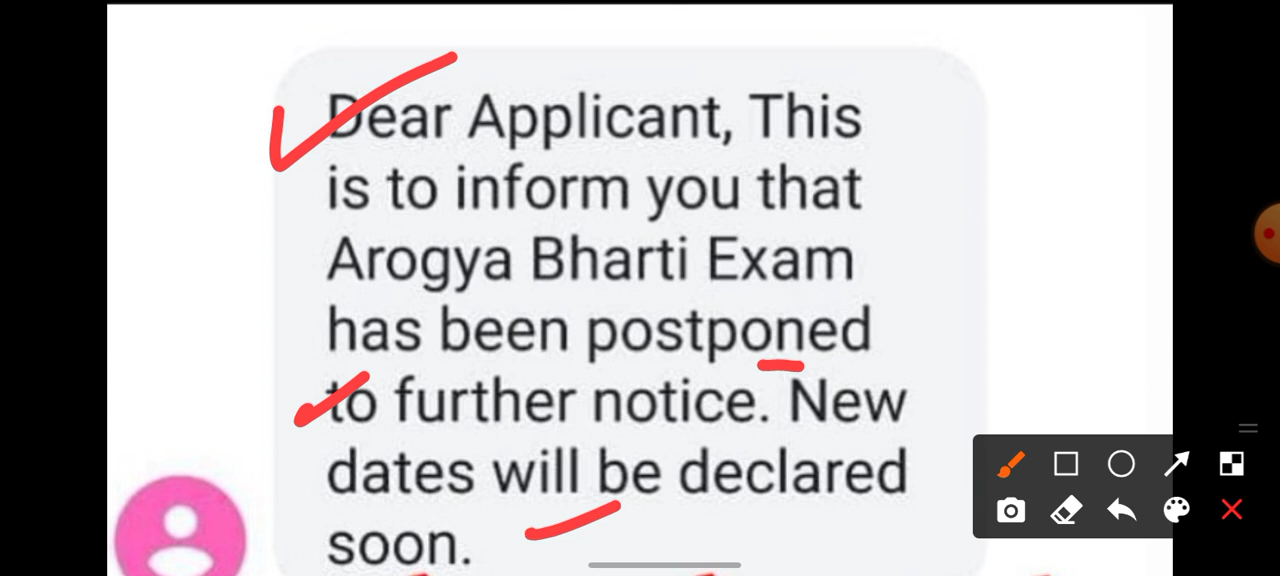 Dear Applicant, This
is to inform you that
Arogya Bharti Exam
has been postponed
to further notice. New
dates will be declared
soon.